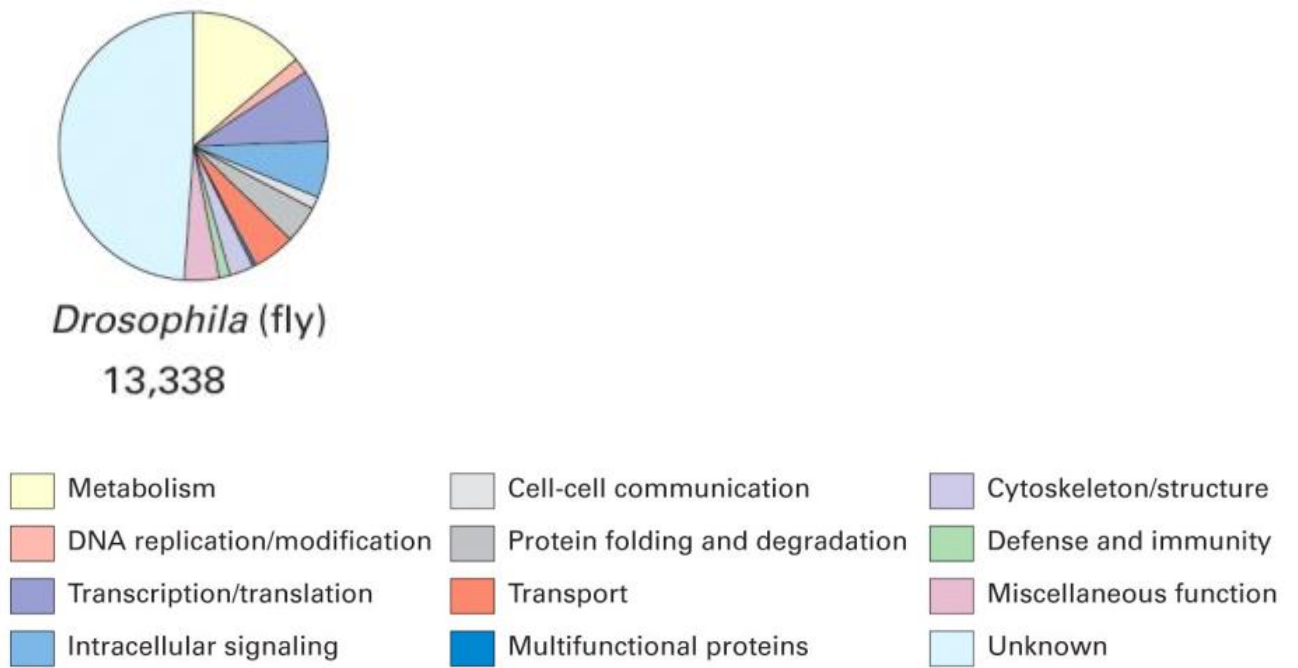 Drosophila (fly)
13,338
Metabolism
DNA replication/modification
Transcription/translation
Intracellular signaling
Cell-cell communication
Protein folding and degradation
Transport
Multifunctional proteins
Cytoskeleton/structure
Defense and immunity
Miscellaneous function
Unknown